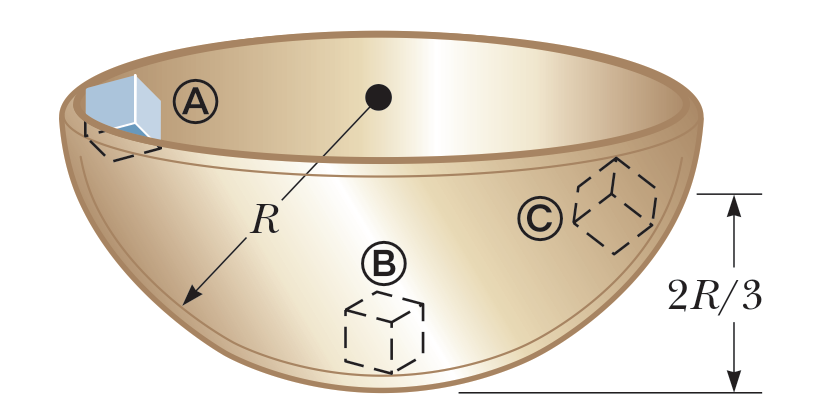 Ⓐ
R
Ⓑ
Ⓒ
2R/3